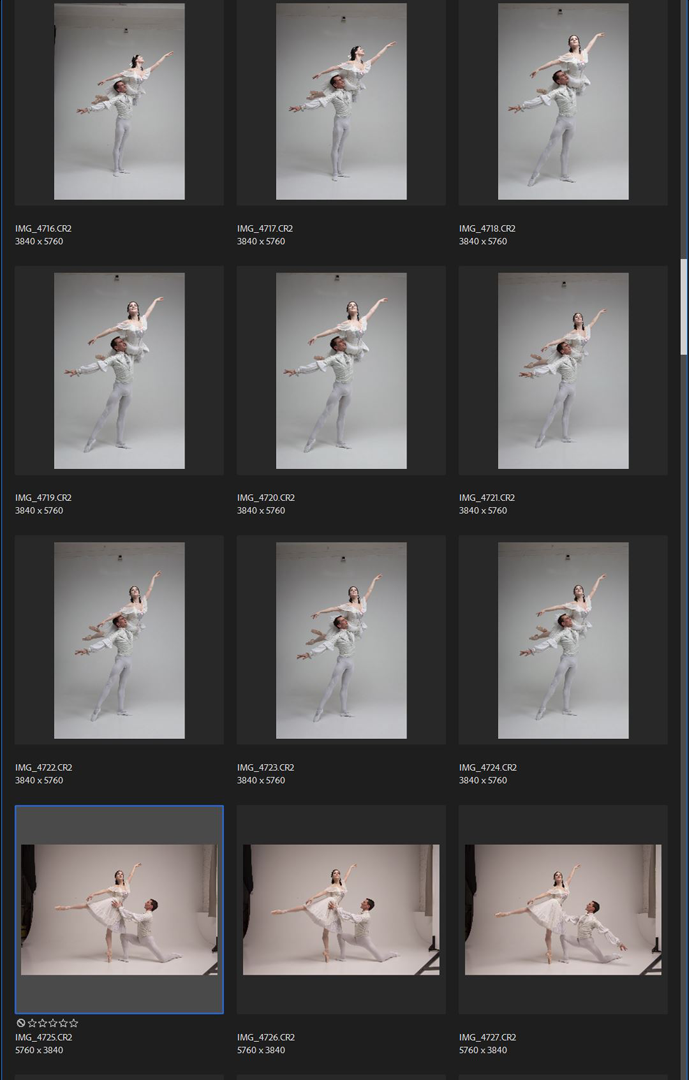 IMG_4716.CR2
3840 x 5760
IMG_4717.CR2
3840 x 5760
IMG_4718.CR2
3840 x 5760
IMG_4719.CR2
3840 x 5760
IMG_4720.CR2
3840 x 5760
IMG_4721.CR2
3840 x 5760
IMG_4722.CR2
3840 x 5760
IMG_4723.CR2
3840 x 5760
IMG_4724.CR2
3840 x 5760
IMG_4725.CR2
5760 x 3840
IMG_4726.CR2
5760 x 3840
IMG_4727.CR2
5760 x 3840